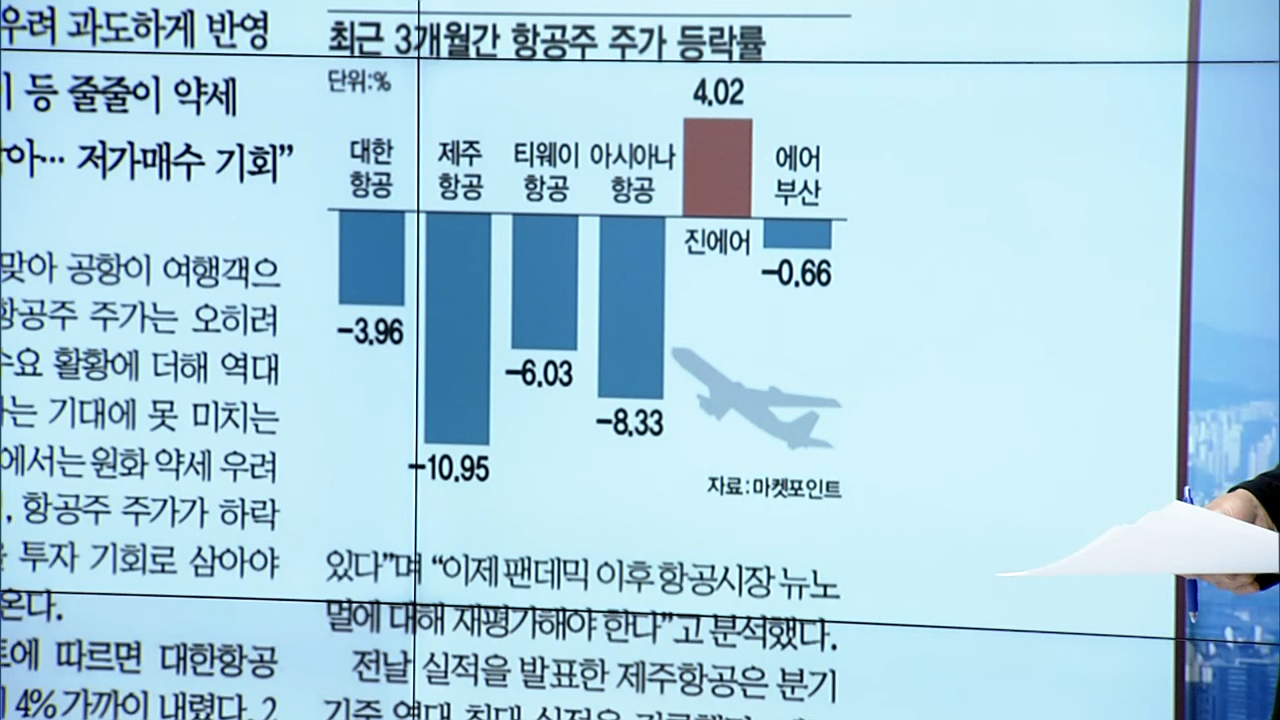 우려 과도하게 반영
등 줄줄이 약세
저가매수 기회”
맞아 공항이 여행객으
항공주 주가는 오히려
수요 활황에 더해 역대
기대에 못 미치는
에서는 원화 약세 우려
, 항공주 주가가 하락
투자 기회로 삼아야
온다.
따르면 대한항공
4% 가까이 내렸다. 2
최근 3개월간 항공주 주가 등락률
단위:%
4.02
대한 제주 티웨이 아시아나 에어
항공 항공 항공 항공 부산
진에어
-0.66
-3.96
-6.03
-8.33
-10.95
자료:마켓포인트
있다”며 “이제 팬데믹 이후 항공시장 뉴노
멀에 대해 재평가해야 한다”고 분석했다.
전날 실적을 발표한 제주항공은 분기
기준 역대 최대 실적을